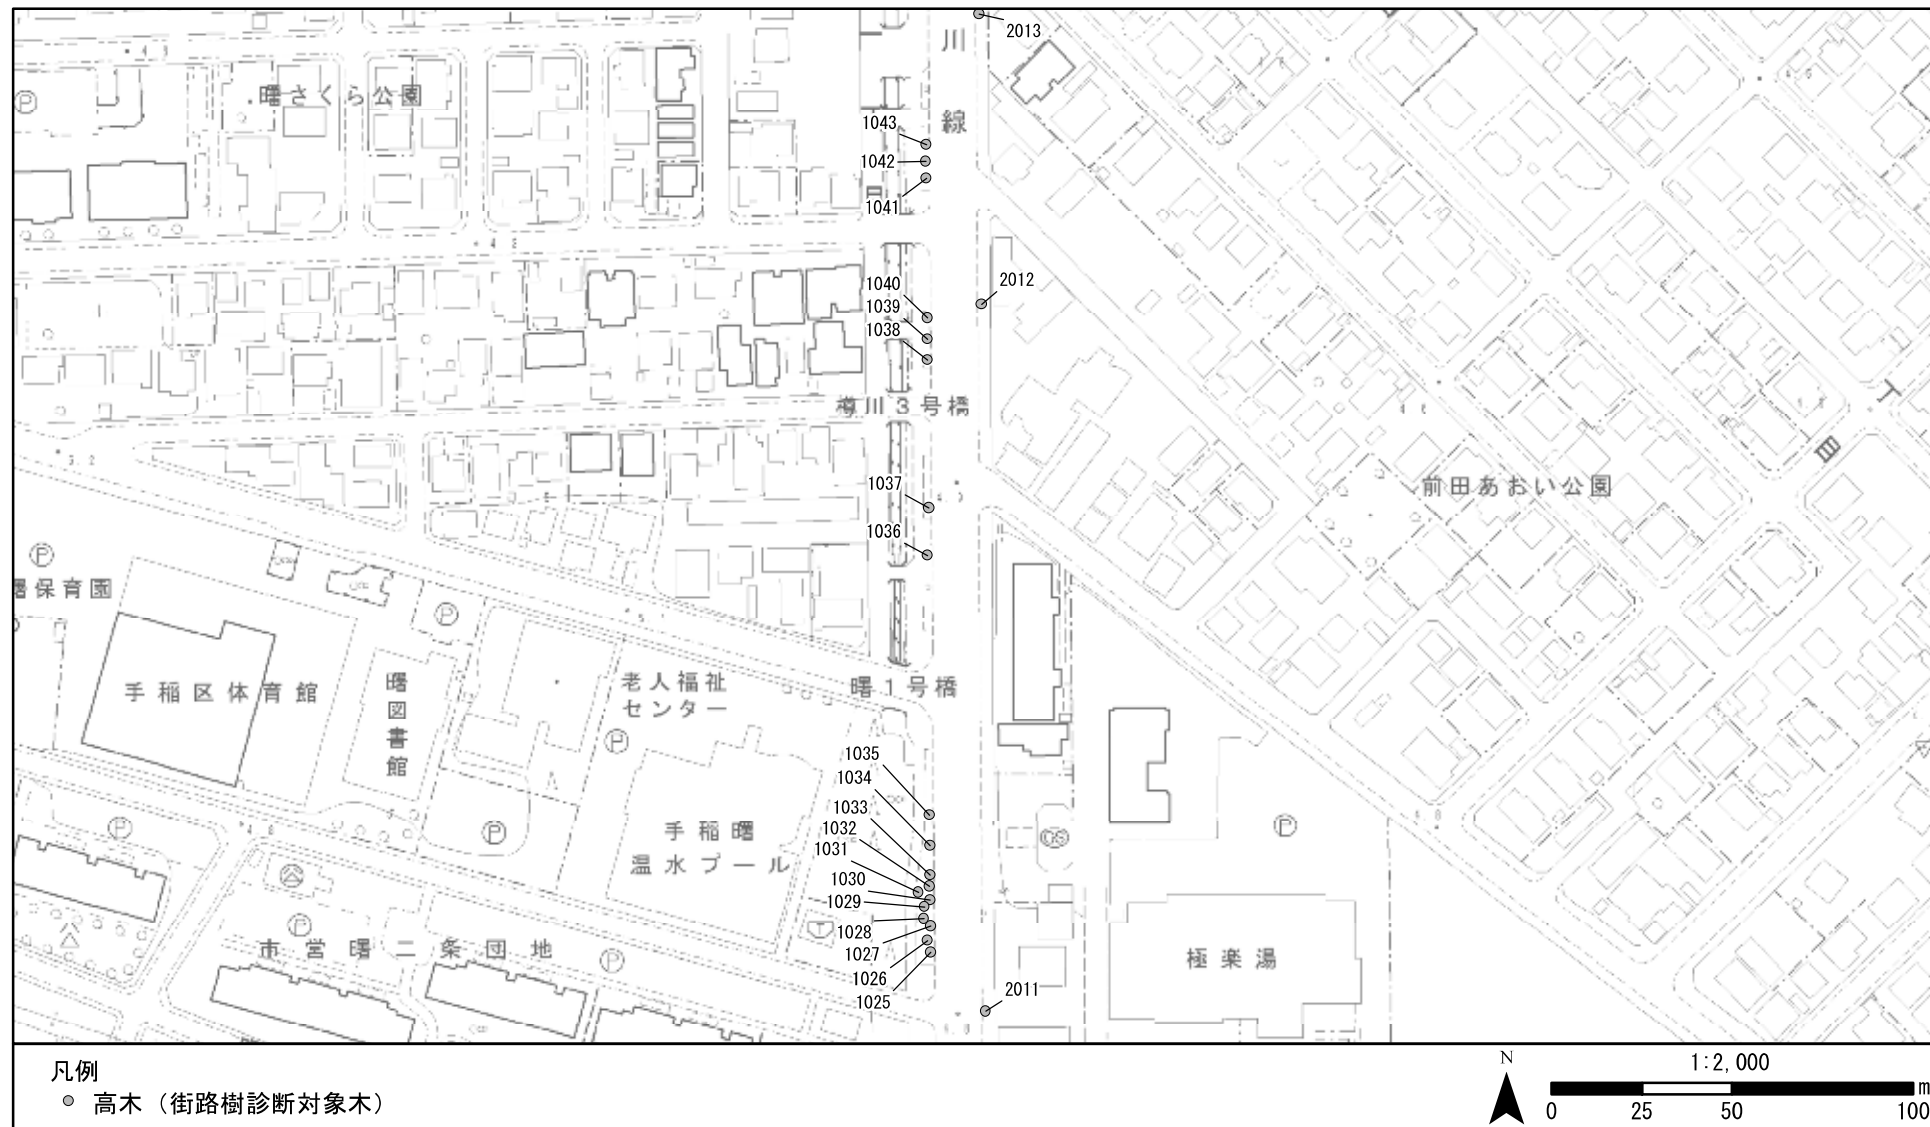 2013
川
線
曙さくら公園
1043
1042
1041
2012
1040
1039
1038
樽川3号橋
1037
1036
前田あおい公園
曙保育園
手稲区体育館
曙図書館
老人福祉
センター
曙1号橋
1035
1034
1033
1032
1031
1030
1029
1028
1027
1026
1025
手稲曙
温水プール
GS
市営曙二条団地
極楽湯
2011
P
P
P
P
P
P
P
P
P
凡例
高木（街路樹診断対象木）
N
1:2,000
m
0 25 50 100